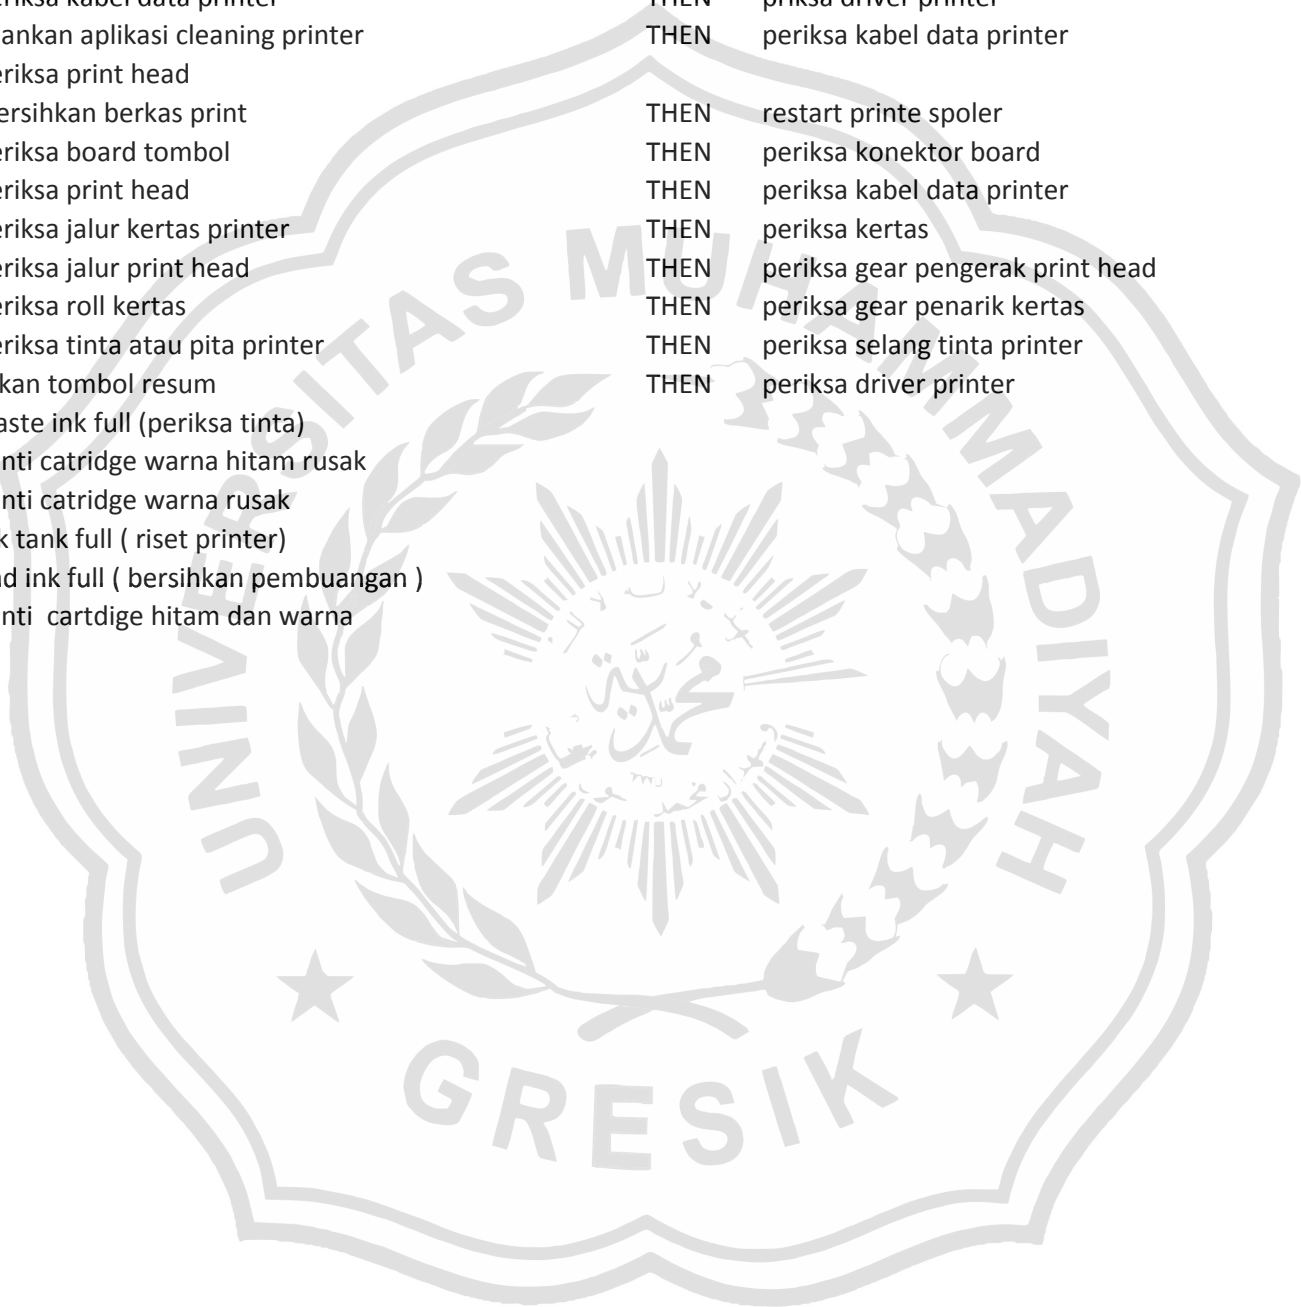 riksa kabel data printer THEN priksa driver printer
ankan aplikasi cleaning printer THEN periksa kabel data printer
eriksa print head
ersihkan berkas print THEN restart printe spoler
eriksa board tombol THEN periksa konektor board
eriksa print head THEN periksa kabel data printer
eriksa jalur kertas printer THEN periksa kertas
eriksa jalur print head THEN periksa gear pengerak print head
eriksa roll kertas THEN periksa gear penarik kertas
eriksa tinta atau pita printer THEN periksa selang tinta printer
kan tombol resum THEN periksa driver printer
aste ink full (periksa tinta)
nti catridge warna hitam rusak
nti catridge warna rusak
k tank full ( riset printer)
ad ink full ( bersihkan pembuangan )
nti cartdige hitam dan warna
UNIVERSITAS MUHAMMADIYAH
GRESIK